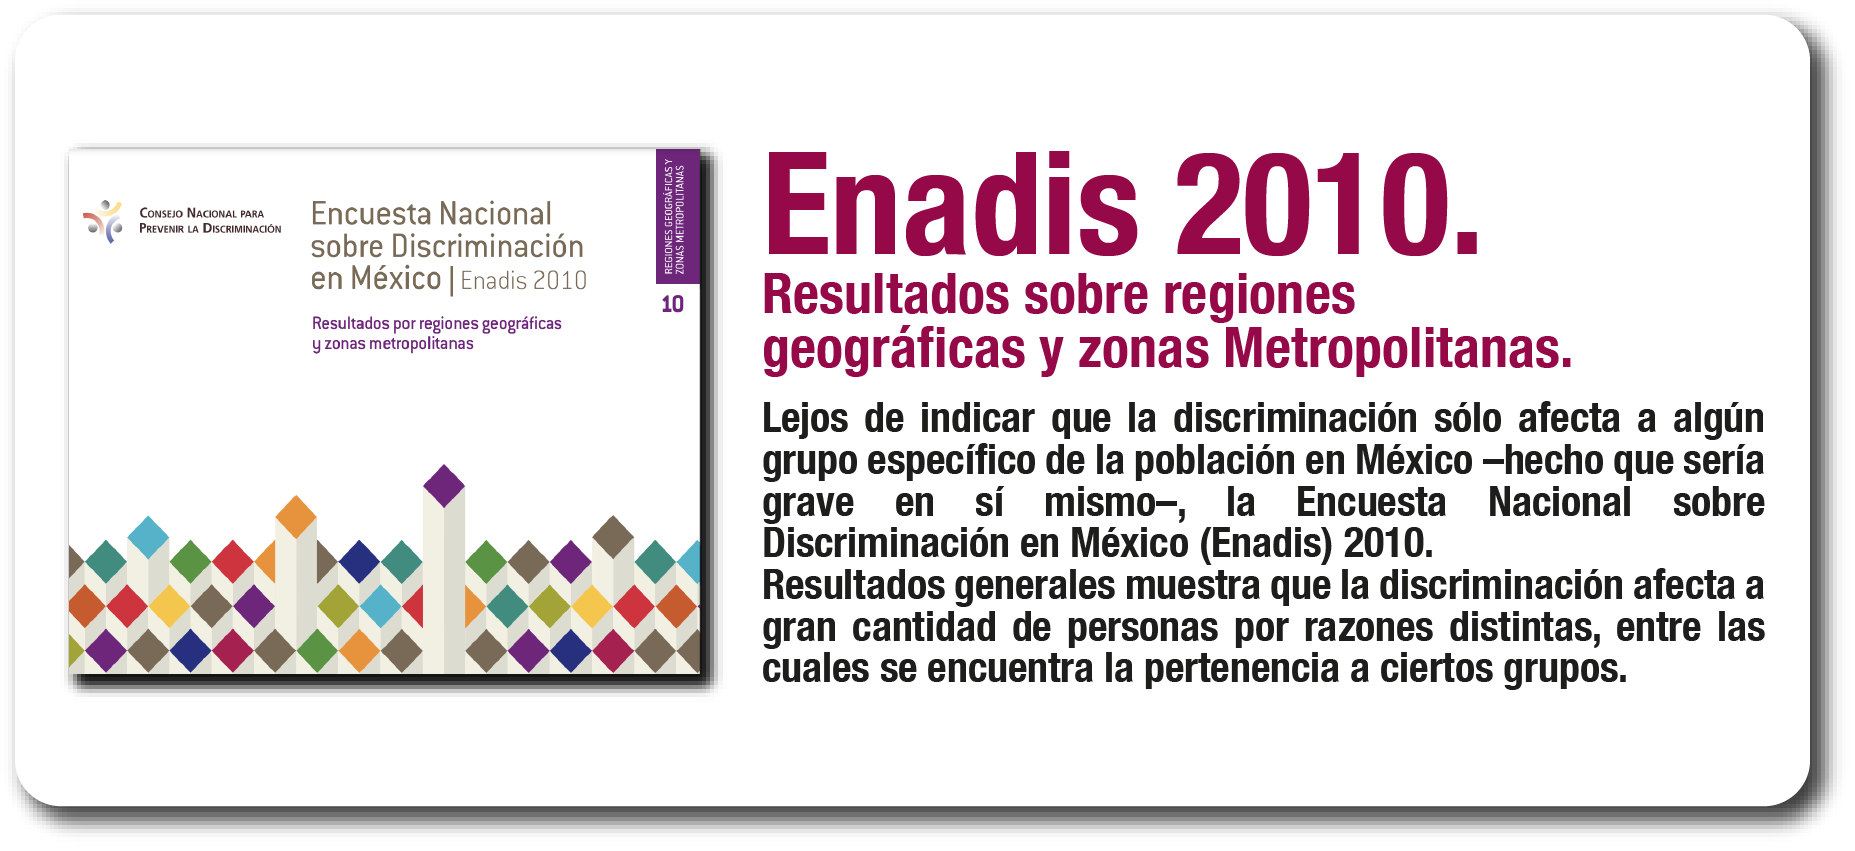 CONSEJO NACIONAL PARA
PREVENIR LA DISCRIMINACIÓN
Encuesta Nacional
sobre Discriminación
en México | Enadis 2010
Resultados por regiones geográficas
y zonas metropolitanas
REGIONES GEOGRÁFICAS Y
ZONAS METROPOLITANAS
10
Enadis 2010.
Resultados sobre regiones
geográficas y zonas Metropolitanas.
Lejos de indicar que la discriminación sólo afecta a algún
grupo específico de la población en México –hecho que sería
grave en sí mismo–, la Encuesta Nacional sobre
Discriminación en México (Enadis) 2010.
Resultados generales muestra que la discriminación afecta a
gran cantidad de personas por razones distintas, entre las
cuales se encuentra la pertenencia a ciertos grupos.